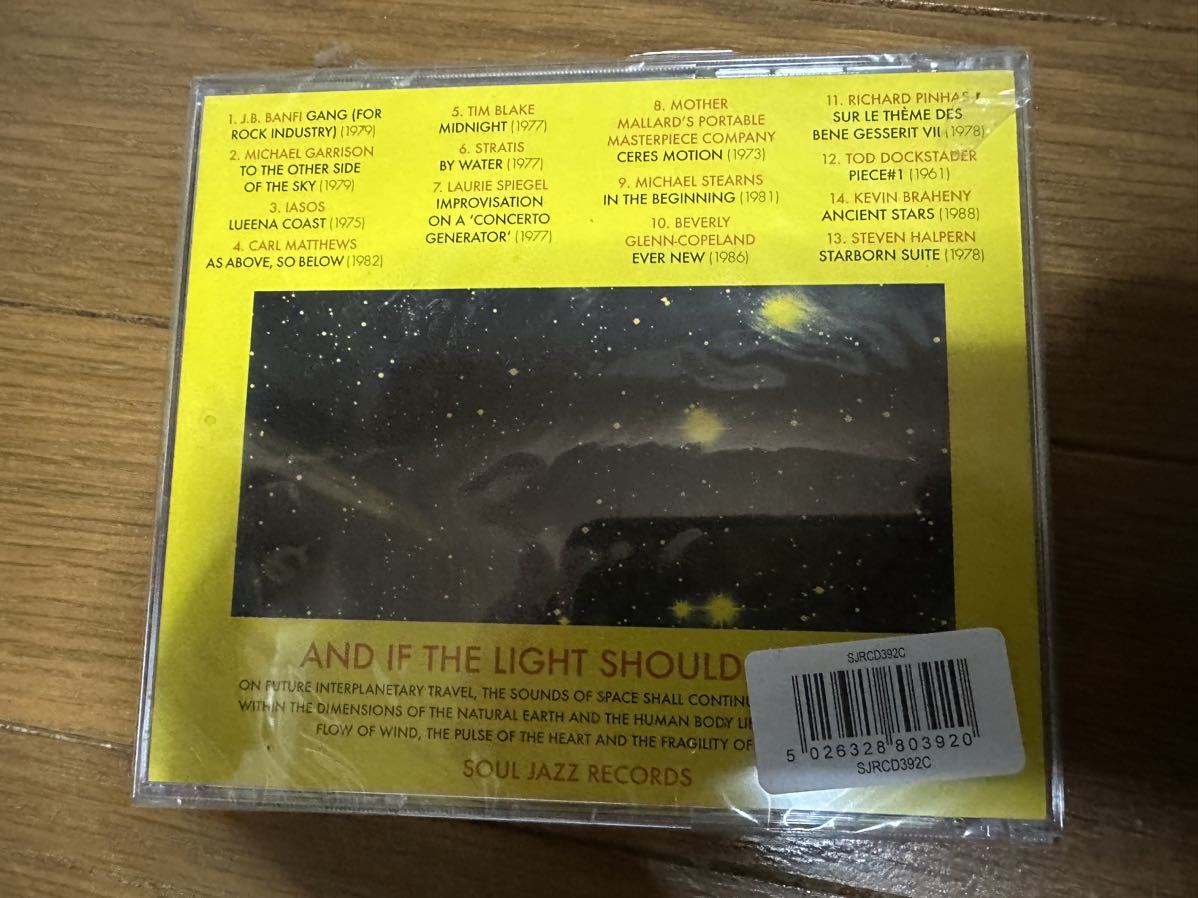 1. J.B. BANFI GANG (FOR
ROCK INDUSTRY) (1979)
2. MICHAEL GARRISON
TO THE OTHER SIDE
OF THE SKY (1979)
3. IASOS
LUEENA COAST (1975)
4. CARL MATTHEWS
AS ABOVE, SO BELOW (1982)
5. TIM BLAKE
MIDNIGHT (1977)
6. STRATIS
BY WATER (1977)
7. LAURIE SPIEGEL
IMPROVISATION
ON A ‘CONCERTO
GENERATOR’ (1977)
8. MOTHER
MALLARD’S PORTABLE
MASTERPIECE COMPANY
CERES MOTION (1973)
9. MICHAEL STEARNS
IN THE BEGINNING (1981)
10. BEVERLY
GLENN-COPELAND
EVER NEW (1986)
11. RICHARD PINHAS
SUR LE THÈME DES
BENE GESSERIT VII (1978)
12. TOD DOCKSTADER
PIECE#1 (1961)
14. KEVIN BRAHENY
ANCIENT STARS (1988)
13. STEVEN HALPERN
STARBORN SUITE (1978)
AND IF THE LIGHT SHOULD
ON FUTURE INTERPLANETARY TRAVEL, THE SOUNDS OF SPACE SHALL
WITHIN THE DIMENSIONS OF THE NATURAL EARTH AND THE HUMAN BODY
FLOW OF WIND, THE PULSE OF THE HEART AND THE FRAGILITY OF
SOUL JAZZ RECORDS
SJRCD392C
5 026328 803920
SJRCD392C